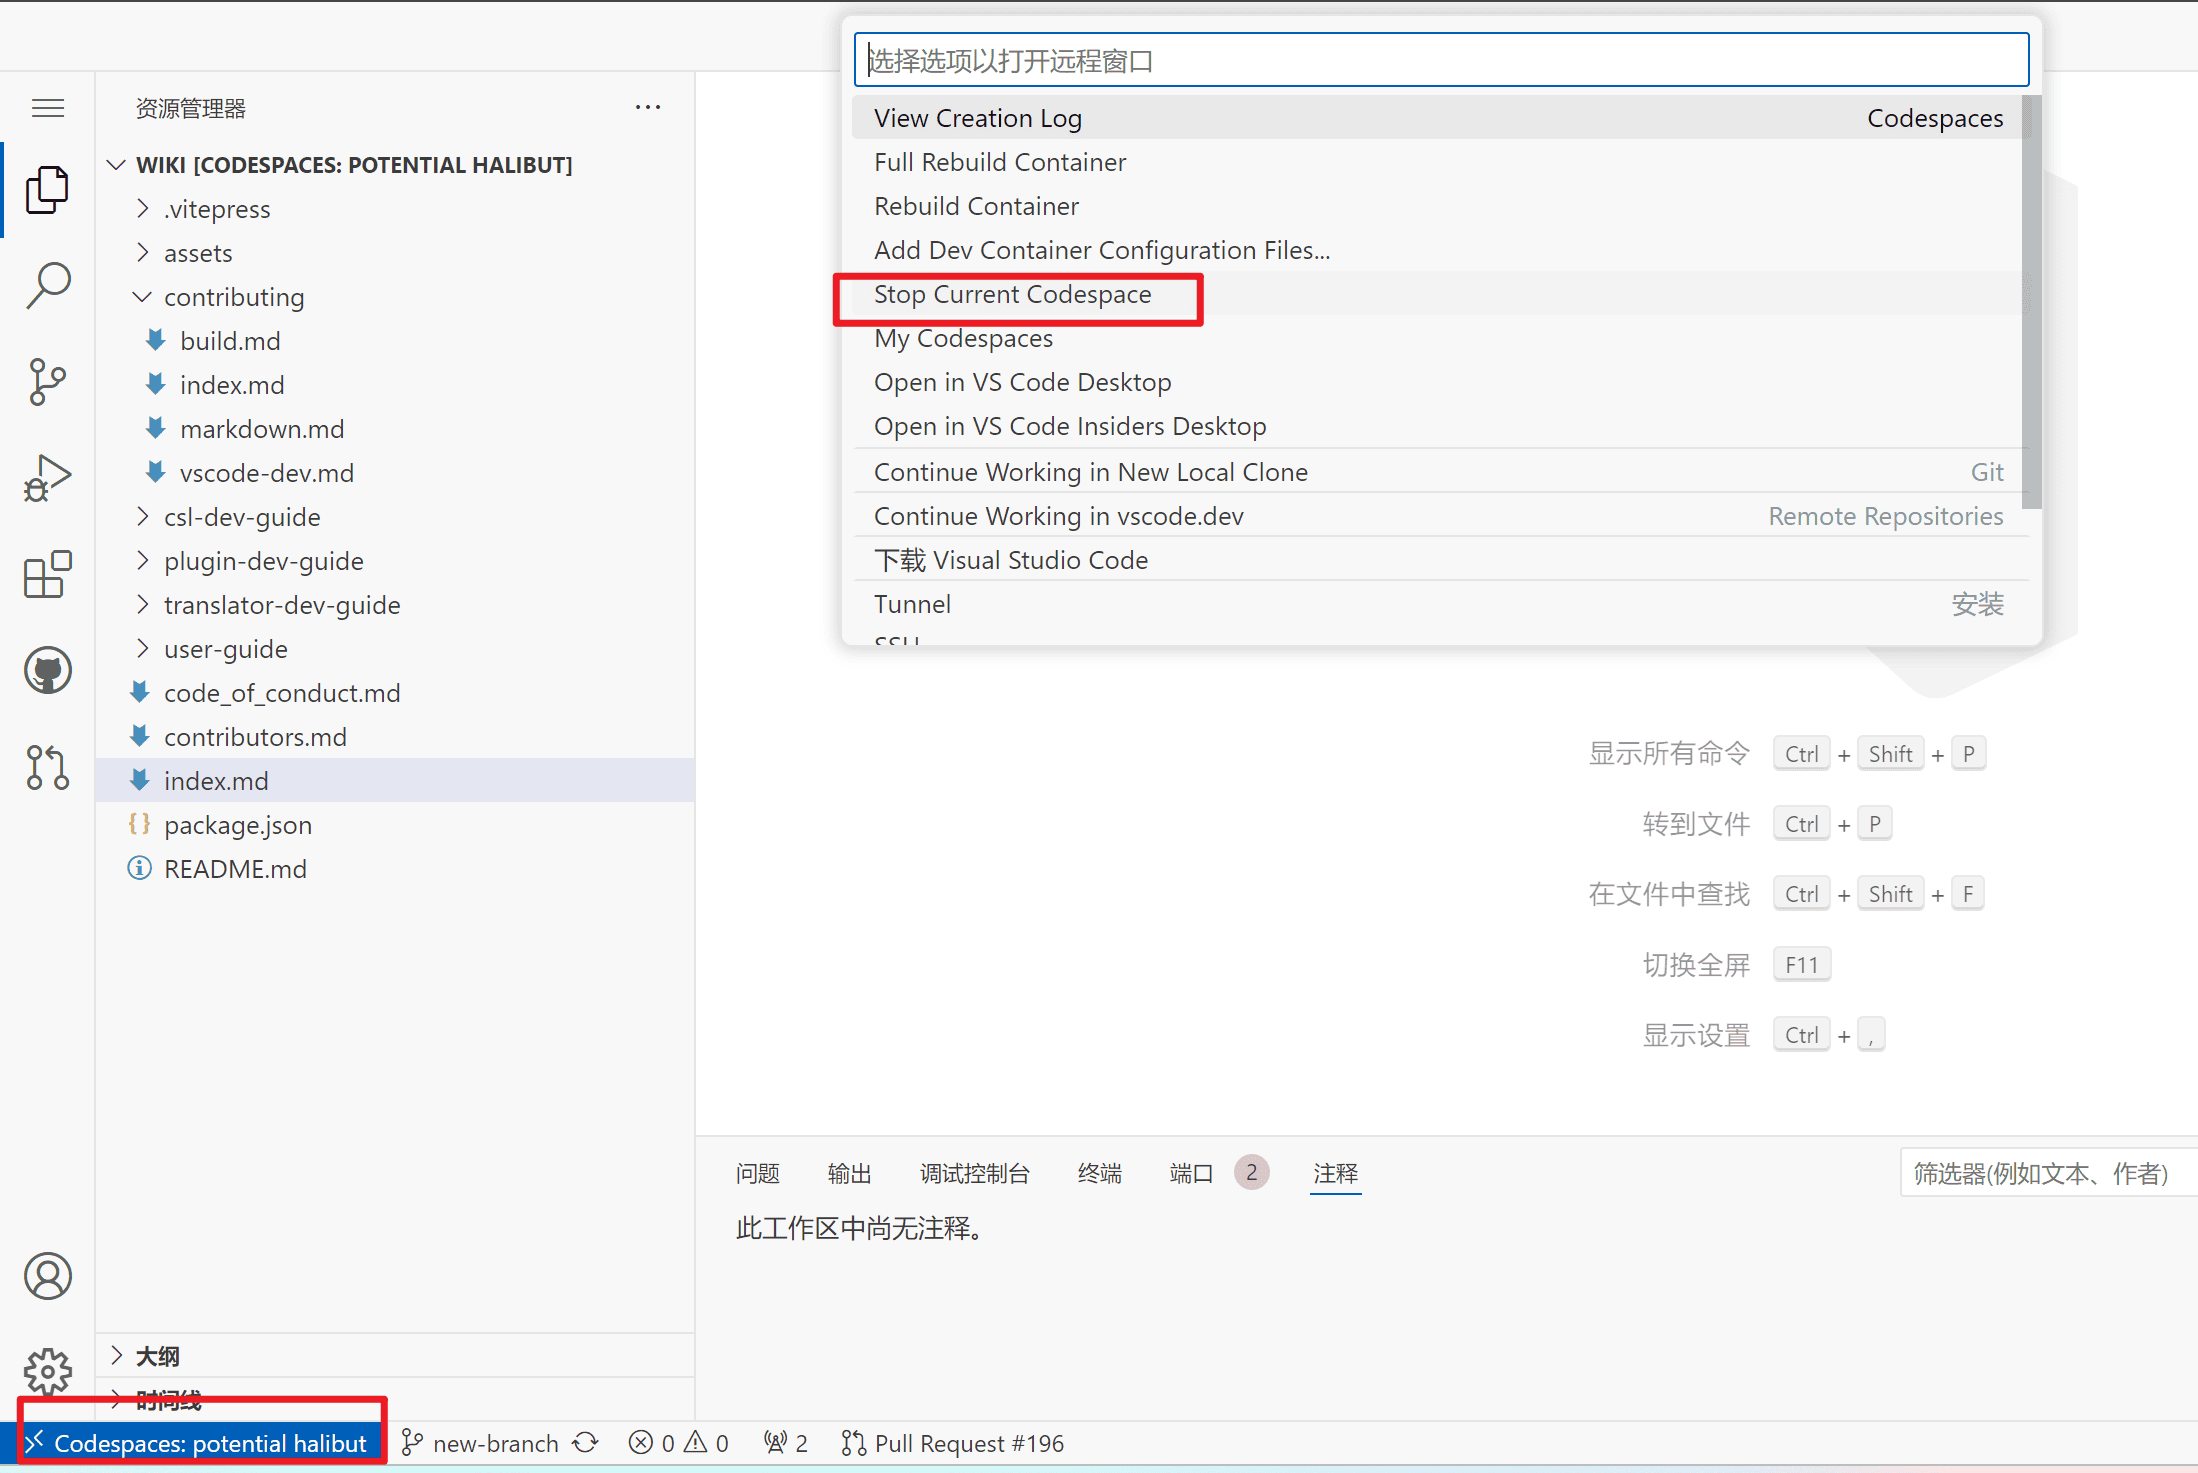 选择选项以打开远程窗口
View Creation Log Codespaces
Full Rebuild Container
Rebuild Container
Add Dev Container Configuration Files...
Stop Current Codespace
My Codespaces
Open in VS Code Desktop
Open in VS Code Insiders Desktop
Continue Working in New Local Clone Git
Continue Working in vscode.dev Remote Repositories
下载 Visual Studio Code
Tunnel 安装
SSH
资源管理器
WIKI [CODESPACES: POTENTIAL HALIBUT]
.vitepress
assets
contributing
build.md
index.md
markdown.md
vscode-dev.md
csl-dev-guide
plugin-dev-guide
translator-dev-guide
user-guide
code_of_conduct.md
contributors.md
index.md
package.json
README.md
大纲
时间线
显示所有命令 Ctrl + Shift + P
转到文件 Ctrl + P
在文件中查找 Ctrl + Shift + F
切换全屏 F11
显示设置 Ctrl + ,
问题 输出 调试控制台 终端 端口 2 注释
筛选器(例如文本、作者)
此工作区中尚无注释。
Codespaces: potential halibut new-branch 0 0 2 Pull Request #196